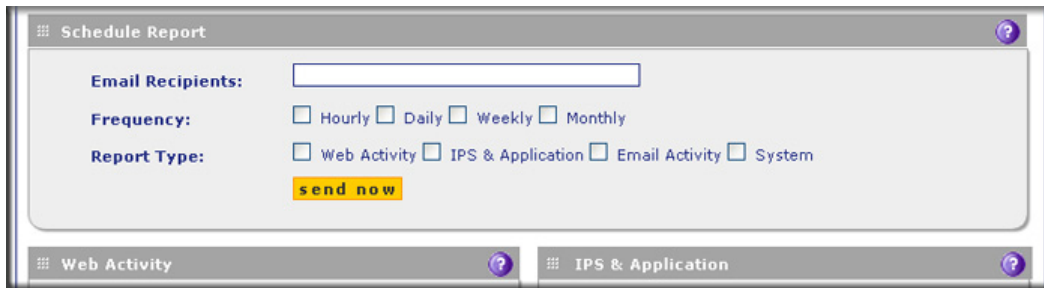 Schedule Report ?
Email Recipients:
Frequency: Hourly Daily Weekly Monthly
Report Type: Web Activity IPS & Application Email Activity System
send now
Web Activity ? IPS & Application ?